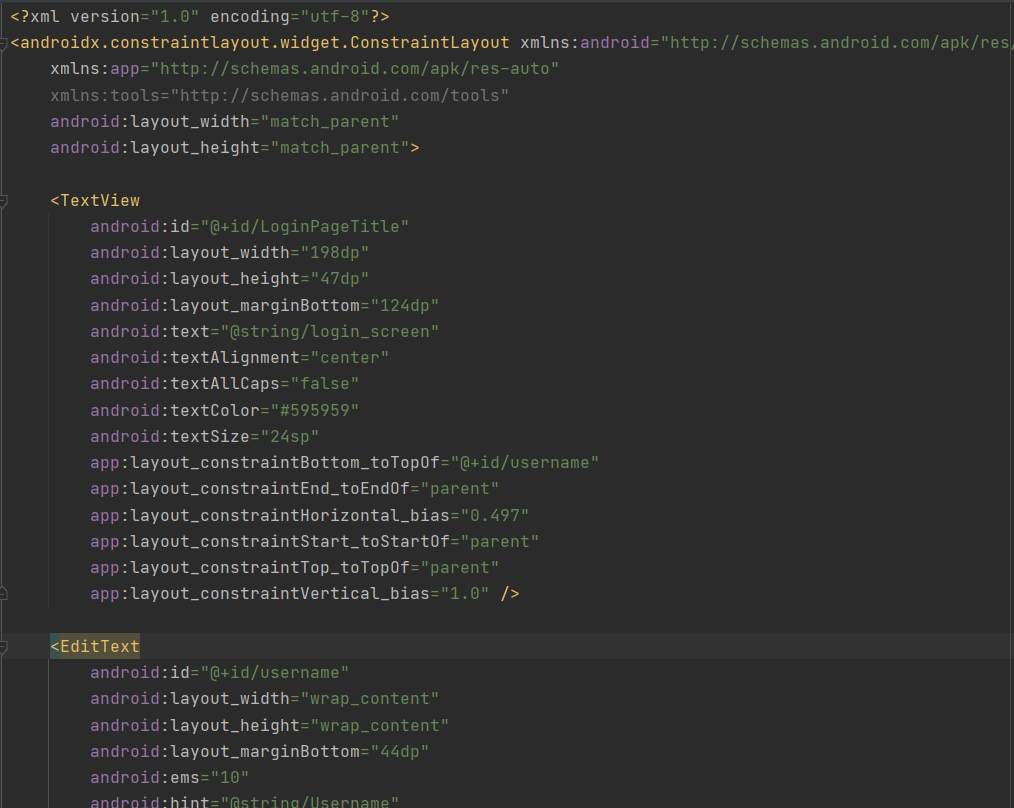 <?xml version="1.0" encoding="utf-8"?>
<androidx.constraintlayout.widget.ConstraintLayout xmlns:android="http://schemas.android.com/apk/res/
xmlns:app="http://schemas.android.com/apk/res-auto"
xmlns:tools="http://schemas.android.com/tools"
android:layout_width="match_parent"
android:layout_height="match_parent">
<TextView
android:id="@+id/LoginPageTitle"
android:layout_width="198dp"
android:layout_height="47dp"
android:layout_marginBottom="124dp"
android:text="@string/login_screen"
android:textAlignment="center"
android:textAllCaps="false"
android:textColor="#595959"
android:textSize="24sp"
app:layout_constraintBottom_toTopOf="@+id/username"
app:layout_constraintEnd_toEndOf="parent"
app:layout_constraintHorizontal_bias="0.497"
app:layout_constraintStart_toStartOf="parent"
app:layout_constraintTop_toTopOf="parent"
app:layout_constraintVertical_bias="1.0" />
<EditText
android:id="@+id/username"
android:layout_width="wrap_content"
android:layout_height="wrap_content"
android:layout_marginBottom="44dp"
android:ems="10"
android:hint="@string/Username"